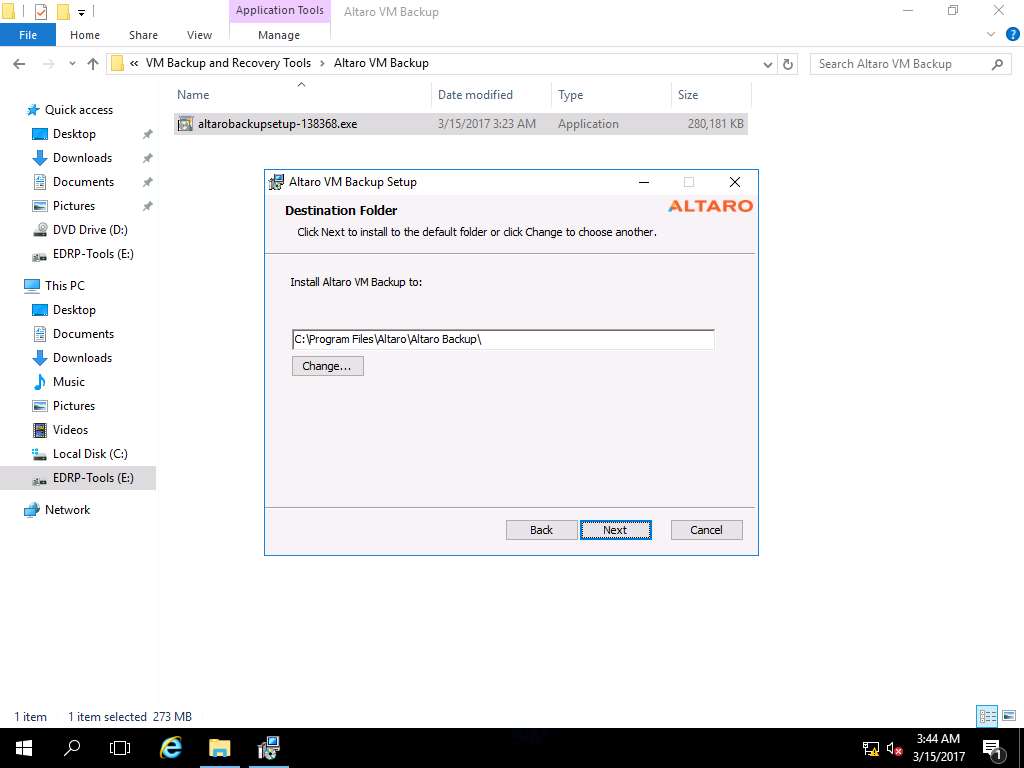 Application Tools
Altaro VM Backup
File
Home
Share
View
Manage
?
« VM Backup and Recovery Tools > Altaro VM Backup
Search Altaro VM Backup
Name
Date modified
Type
Size
altarobackupsetup-138368.exe
3/15/2017 3:23 AM
Application
280,181 KB
Quick access
Desktop
Downloads
Documents
Pictures
DVD Drive (D:)
EDRP-Tools (E:)
This PC
Desktop
Documents
Downloads
Music
Pictures
Videos
Local Disk (C:)
EDRP-Tools (E:)
Network
Altaro VM Backup Setup
ALTARO
Destination Folder
Click Next to install to the default folder or click Change to choose another.
Install Altaro VM Backup to:
C:\Program Files\Altaro\Altaro Backup\
Change...
Back
Next
Cancel
1 item
1 item selected 273 MB
3:44 AM
3/15/2017
1